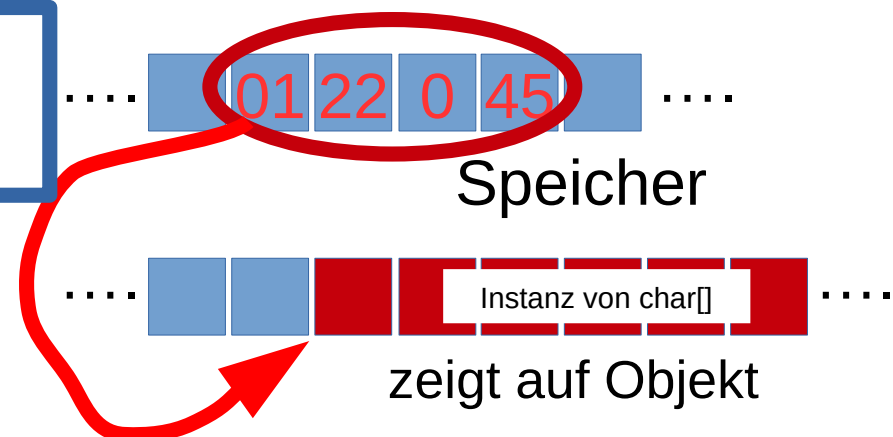 .... 01 22 0 45 ....
Speicher
.... Instanz von char[] ....
zeigt auf Objekt